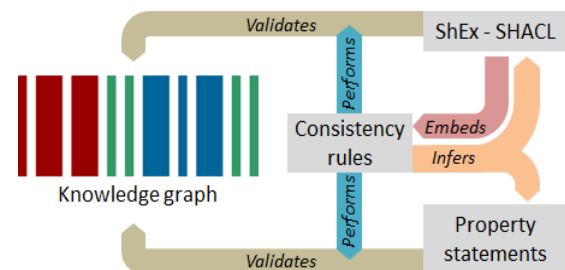 Validates
ShEx - SHACL
Performs
Consistency
rules
Embeds
Infers
Knowledge graph
Performs
Property
statements
Validates